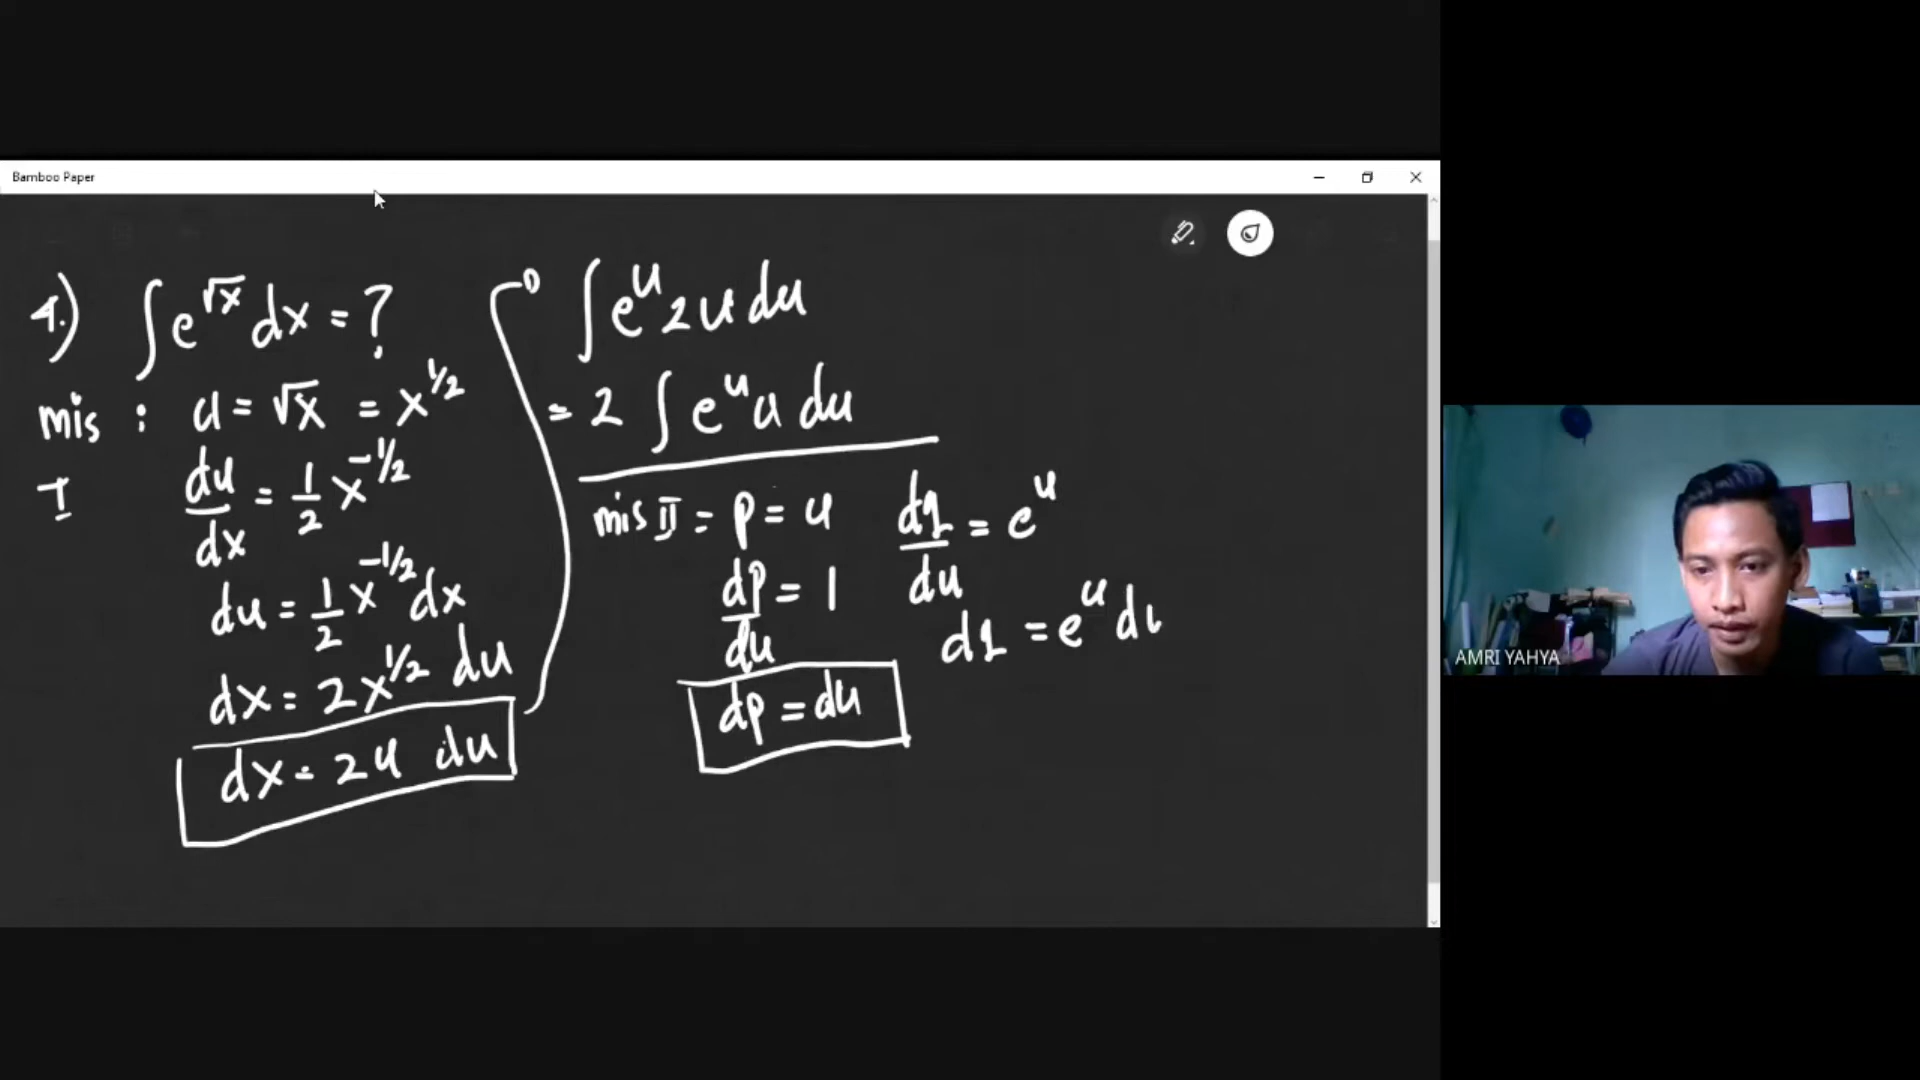 Bamboo Paper
4.) ∫e^√x dx = ?
mis : u = √x = x^1/2
I du/dx = 1/2 x^-1/2
du = 1/2 x^-1/2 dx
dx = 2x^1/2 du
dx = 2u du
∫e^u 2u du
= 2 ∫ e^u u du
mis II = p = u dq/du = e^u
dp/du = 1 dq = e^u du
dp = du
AMRI YAHYA